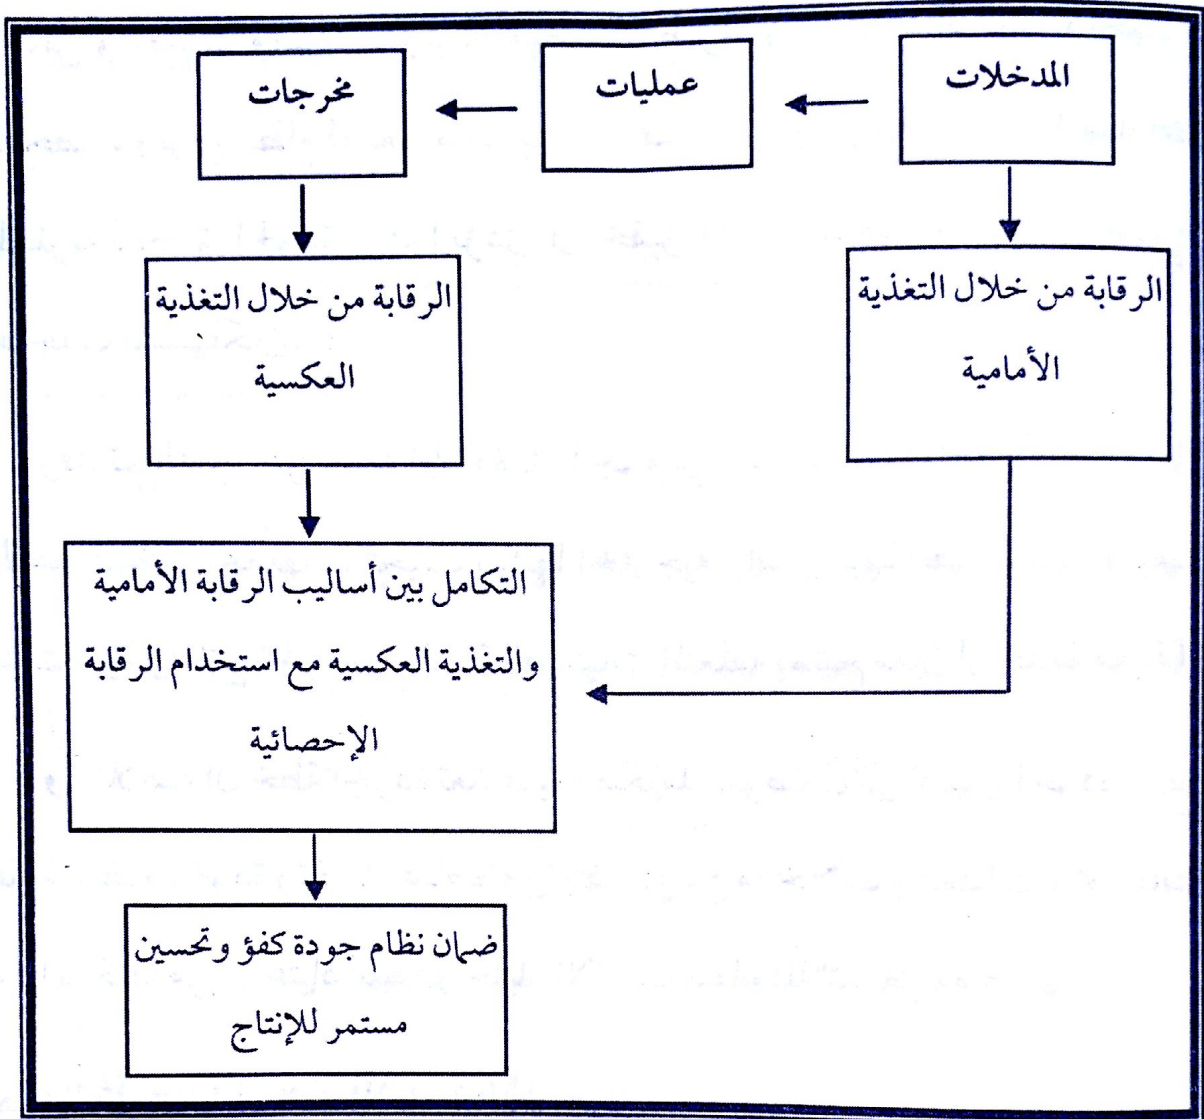 المدخلات
عمليات
مخرجات
الرقابة من خلال التغذية
الأمامية
الرقابة من خلال التغذية
العكسية
التكامل بين أساليب الرقابة الأمامية
والتغذية العكسية مع استخدام الرقابة
الإحصائية
ضمان نظام جودة كفؤ وتحسين
مستمر للإنتاج